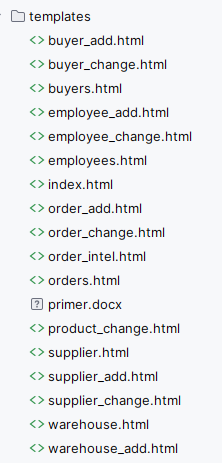 templates
buyer_add.html
buyer_change.html
buyers.html
employee_add.html
employee_change.html
employees.html
index.html
order_add.html
order_change.html
order_intel.html
orders.html
primer.docx
product_change.html
supplier.html
supplier_add.html
supplier_change.html
warehouse.html
warehouse_add.html